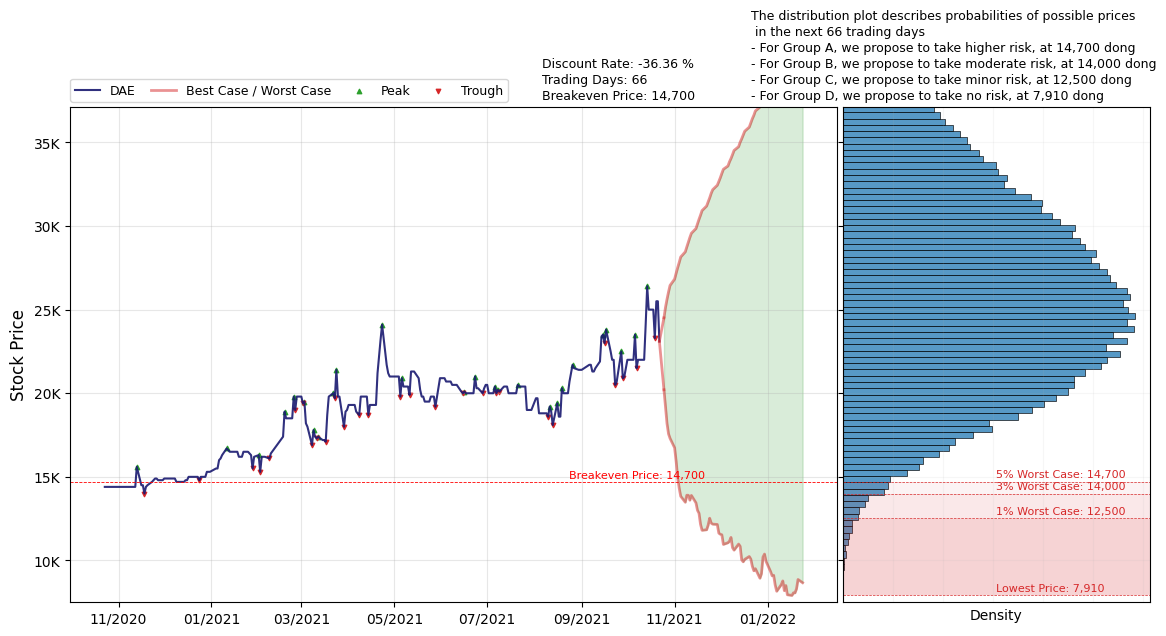 The distribution plot describes probabilities of possible prices
in the next 66 trading days
- For Group A, we propose to take higher risk, at 14,700 dong
- For Group B, we propose to take moderate risk, at 14,000 dong
- For Group C, we propose to take minor risk, at 12,500 dong
- For Group D, we propose to take no risk, at 7,910 dong
Discount Rate: -36.36 %
Trading Days: 66
Breakeven Price: 14,700
DAE
Best Case / Worst Case
Peak
Trough
Stock Price
35K
30K
25K
20K
15K
10K
Breakeven Price: 14,700
5% Worst Case: 14,700
3% Worst Case: 14,000
1% Worst Case: 12,500
Lowest Price: 7,910
11/2020
01/2021
03/2021
05/2021
07/2021
09/2021
11/2021
01/2022
Density